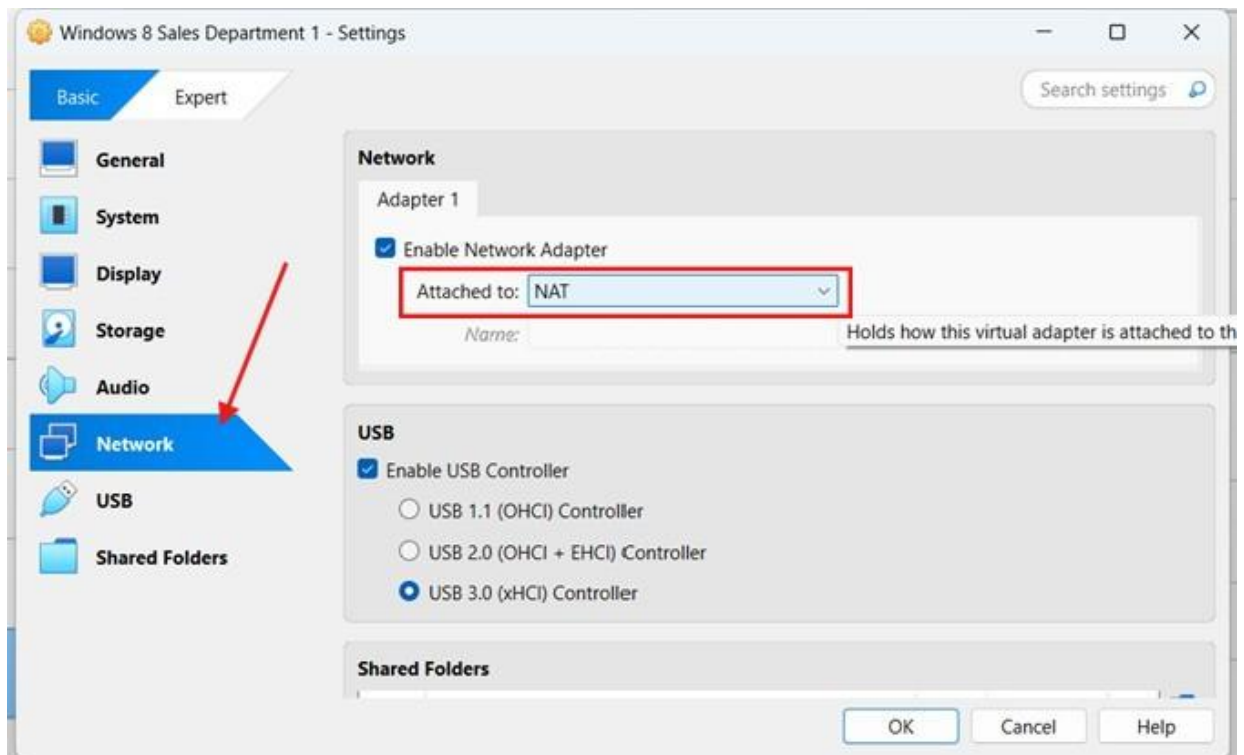 Windows 8 Sales Department 1 - Settings
Basic
Expert
Search settings
General
System
Display
Storage
Audio
Network
USB
Shared Folders
Network
Adapter 1
Enable Network Adapter
Attached to: NAT
Name:
Holds how this virtual adapter is attached to th
USB
Enable USB Controller
USB 1.1 (OHCI) Controller
USB 2.0 (OHCI + EHCI) Controller
USB 3.0 (xHCI) Controller
Shared Folders
OK
Cancel
Help